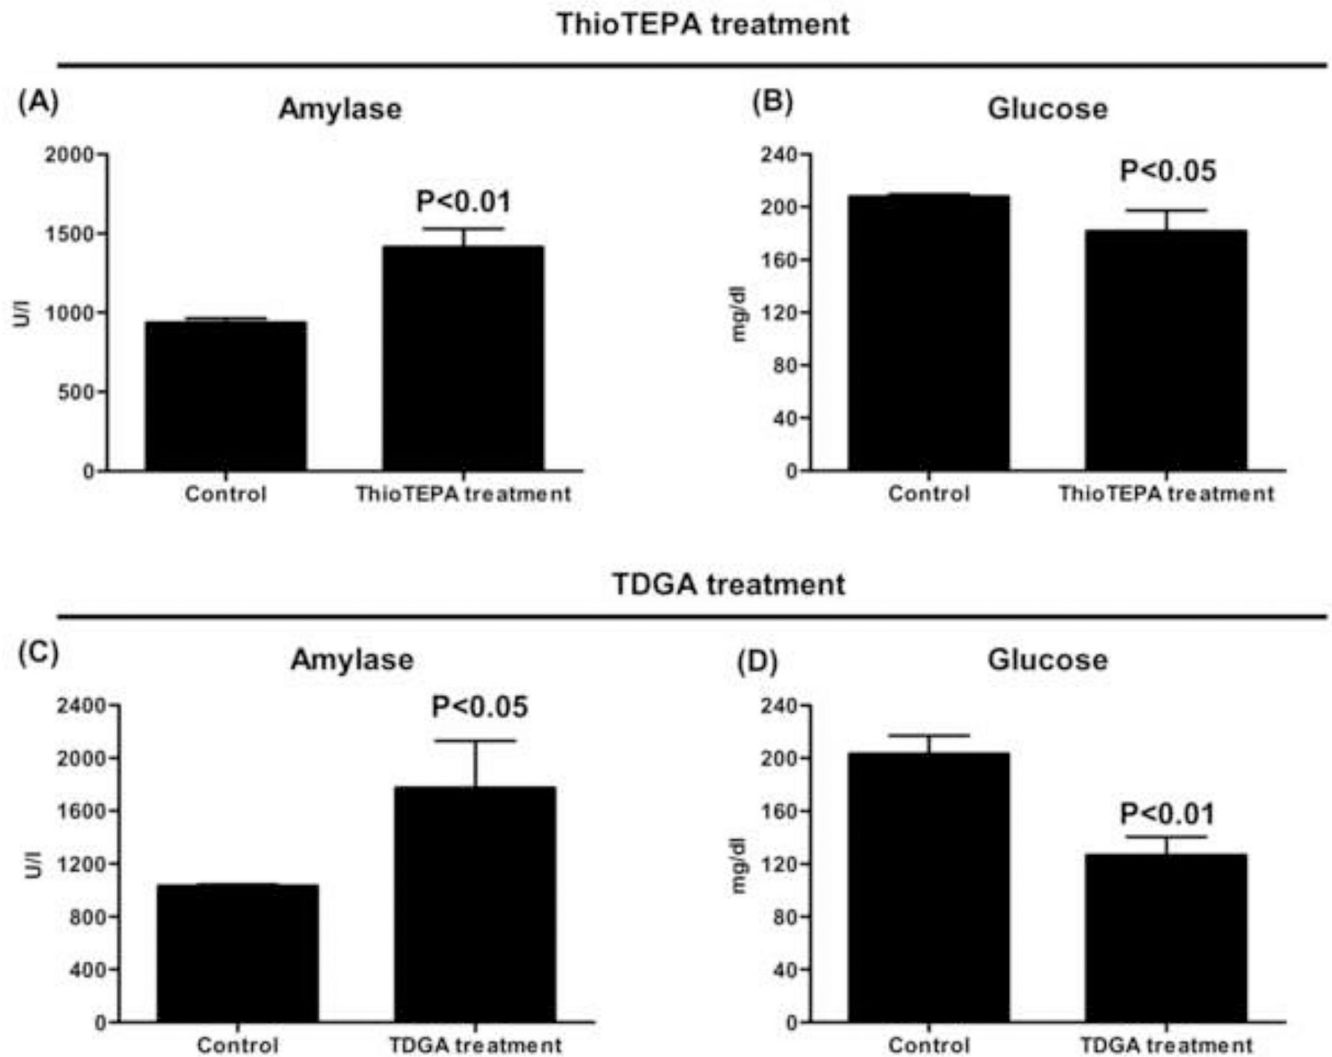 ThioTEPA treatment
(A)
Amylase
2000
1500
1000
500
0
U/l
P<0.01
Control
ThioTEPA treatment
(B)
Glucose
240
200
160
120
80
40
0
mg/dl
P<0.05
Control
ThioTEPA treatment
TDGA treatment
(C)
Amylase
2400
2000
1600
1200
800
400
0
U/l
P<0.05
Control
TDGA treatment
(D)
Glucose
240
200
160
120
80
40
0
mg/dl
P<0.01
Control
TDGA treatment